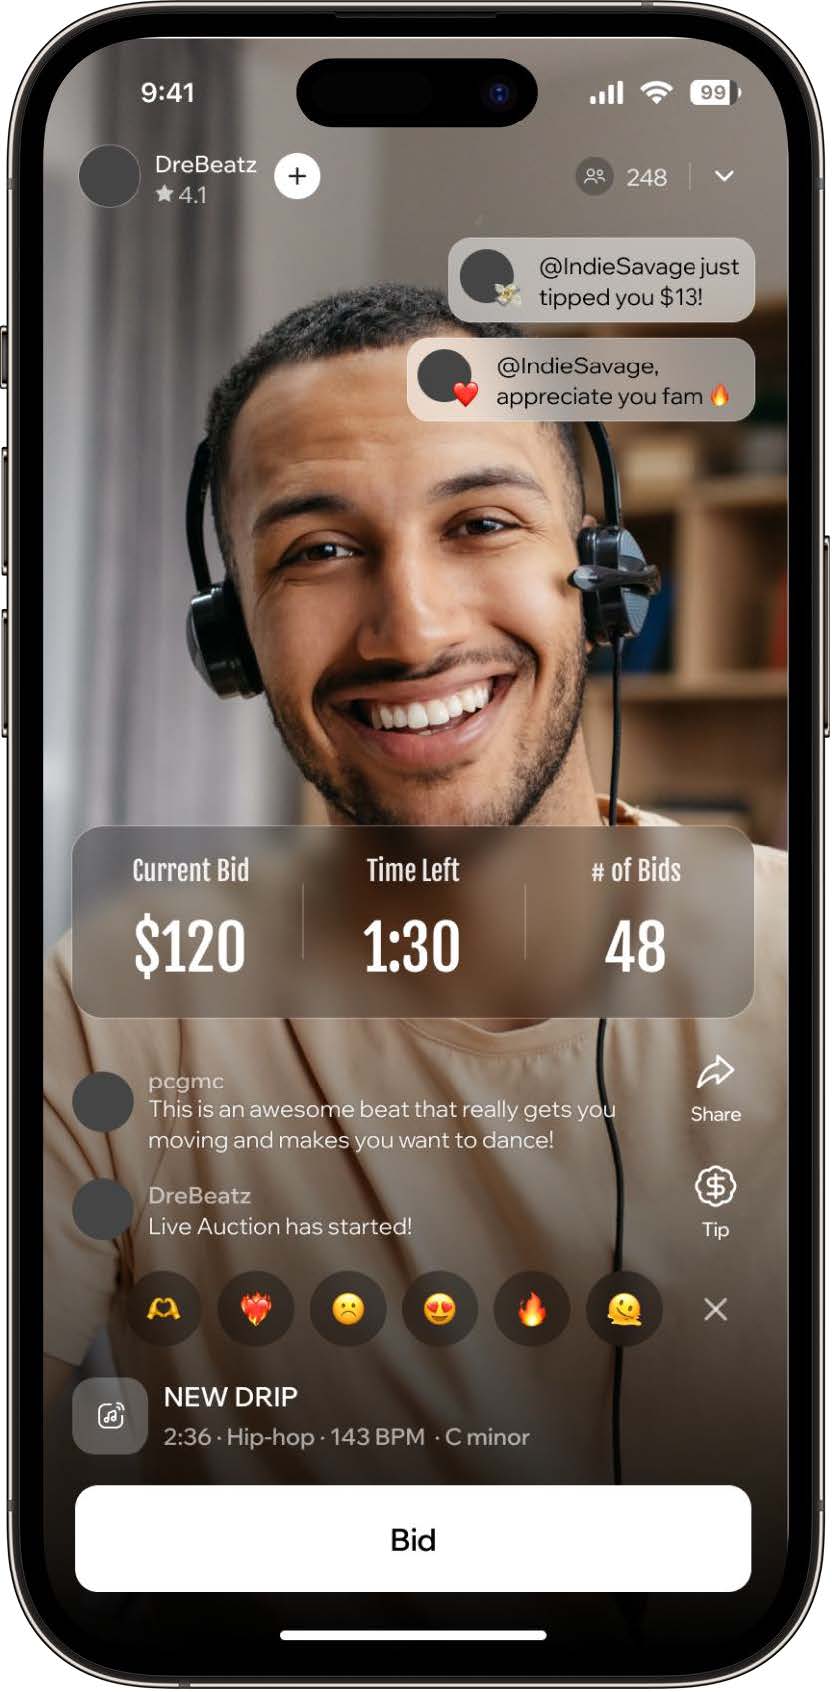 9:41
99
DreBeatz
4.1
248
@IndieSavage just
tipped you $13!
@IndieSavage,
appreciate you fam 🔥
Current Bid
Time Left
# of Bids
$120
1:30
48
pcgmc
This is an awesome beat that really gets you
moving and makes you want to dance!
Share
DreBeatz
Live Auction has started!
Tip
NEW DRIP
2:36 · Hip-hop · 143 BPM · C minor
Bid